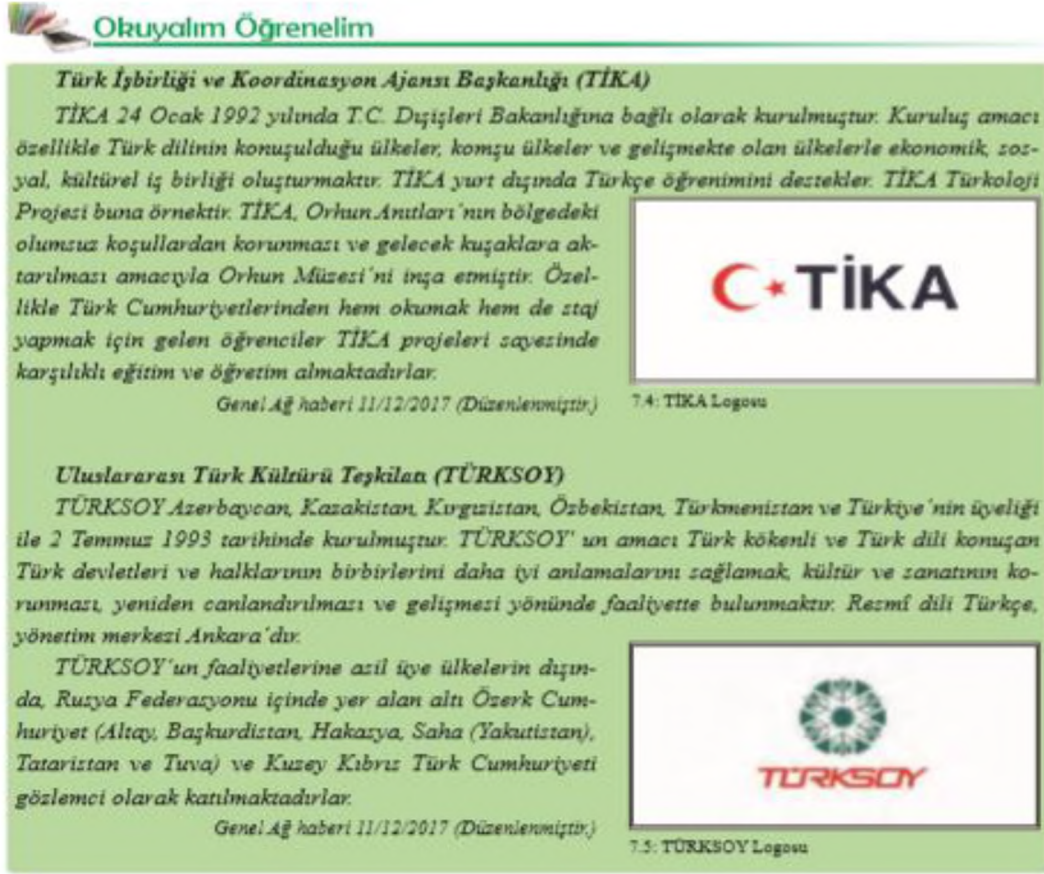 Okuyalım Öğrenelim
Türk İşbirliği ve Koordinasyon Ajansı Başkanlığı (TİKA)
TİKA 24 Ocak 1992 yılında T.C. Dışişleri Bakanlığına bağlı olarak kurulmuştur. Kuruluş amacı
özellikle Türk dilinin konuşulduğu ülkeler, komşu ülkeler ve gelişmekte olan ülkelerle ekonomik, sos-
yal, kültürel iş birliği oluşturmaktır. TİKA yurt dışında Türkçe öğrenimini destekler. TİKA Türkoloji
Projesi buna örnektir. TİKA, Orhun Anıtları'nın bölgedeki
olumsuz koşullardan korunması ve gelecek kuşaklara ak-
tarılması amacıyla Orhun Müzesi'ni inşa etmiştir. Özel-
likle Türk Cumhuriyetlerinden hem okumak hem de staj
yapmak için gelen öğrenciler TİKA projeleri sayesinde
karşılıklı eğitim ve öğretim almaktadırlar.
Genel Ağ haberi 11/12/2017 (Düzenlenmiştir.)
TİKA
7.4: TİKA Logosu
Uluslararası Türk Kültürü Teşkilatı (TÜRKSOY)
TÜRKSOY Azerbaycan, Kazakistan, Kırgızistan, Özbekistan, Türkmenistan ve Türkiye'nin üyeliği
ile 2 Temmuz 1993 tarihinde kurulmuştur. TÜRKSOY' un amacı Türk kökenli ve Türk dili konuşan
Türk devletleri ve halklarının birbirlerini daha iyi anlamalarını sağlamak, kültür ve sanatının ko-
runması, yeniden canlandırılması ve gelişmesi yönünde faaliyette bulunmaktır. Resmî dili Türkçe,
yönetim merkezi Ankara'dır.
TÜRKSOY'un faaliyetlerine asil üye ülkelerin dışın-
da, Rusya Federasyonu içinde yer alan altı Özerk Cum-
huriyet (Altay, Başkurdistan, Hakasya, Saha (Yakutistan),
Tataristan ve Tuva) ve Kuzey Kıbrıs Türk Cumhuriyeti
gözlemci olarak katılmaktadırlar.
Genel Ağ haberi 11/12/2017 (Düzenlenmiştir.)
TÜRKSOY
7.5: TÜRKSOY Logosu